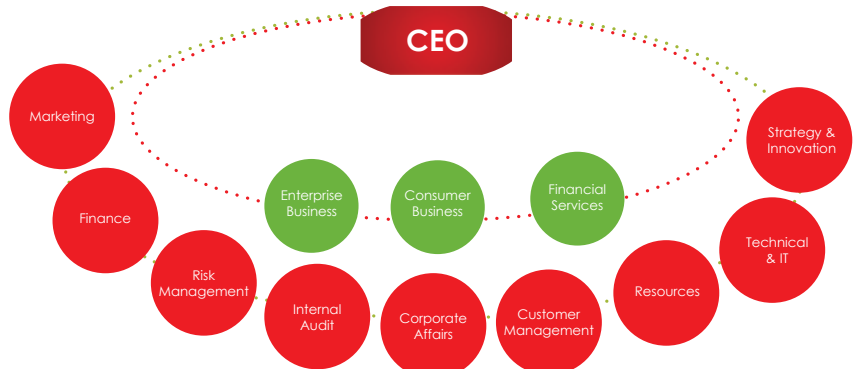 CEO
Marketing
Strategy &
Innovation
Enterprise
Business
Consumer
Business
Financial
Services
Finance
Technical
& IT
Risk
Management
Resources
Internal
Audit
Corporate
Affairs
Customer
Management